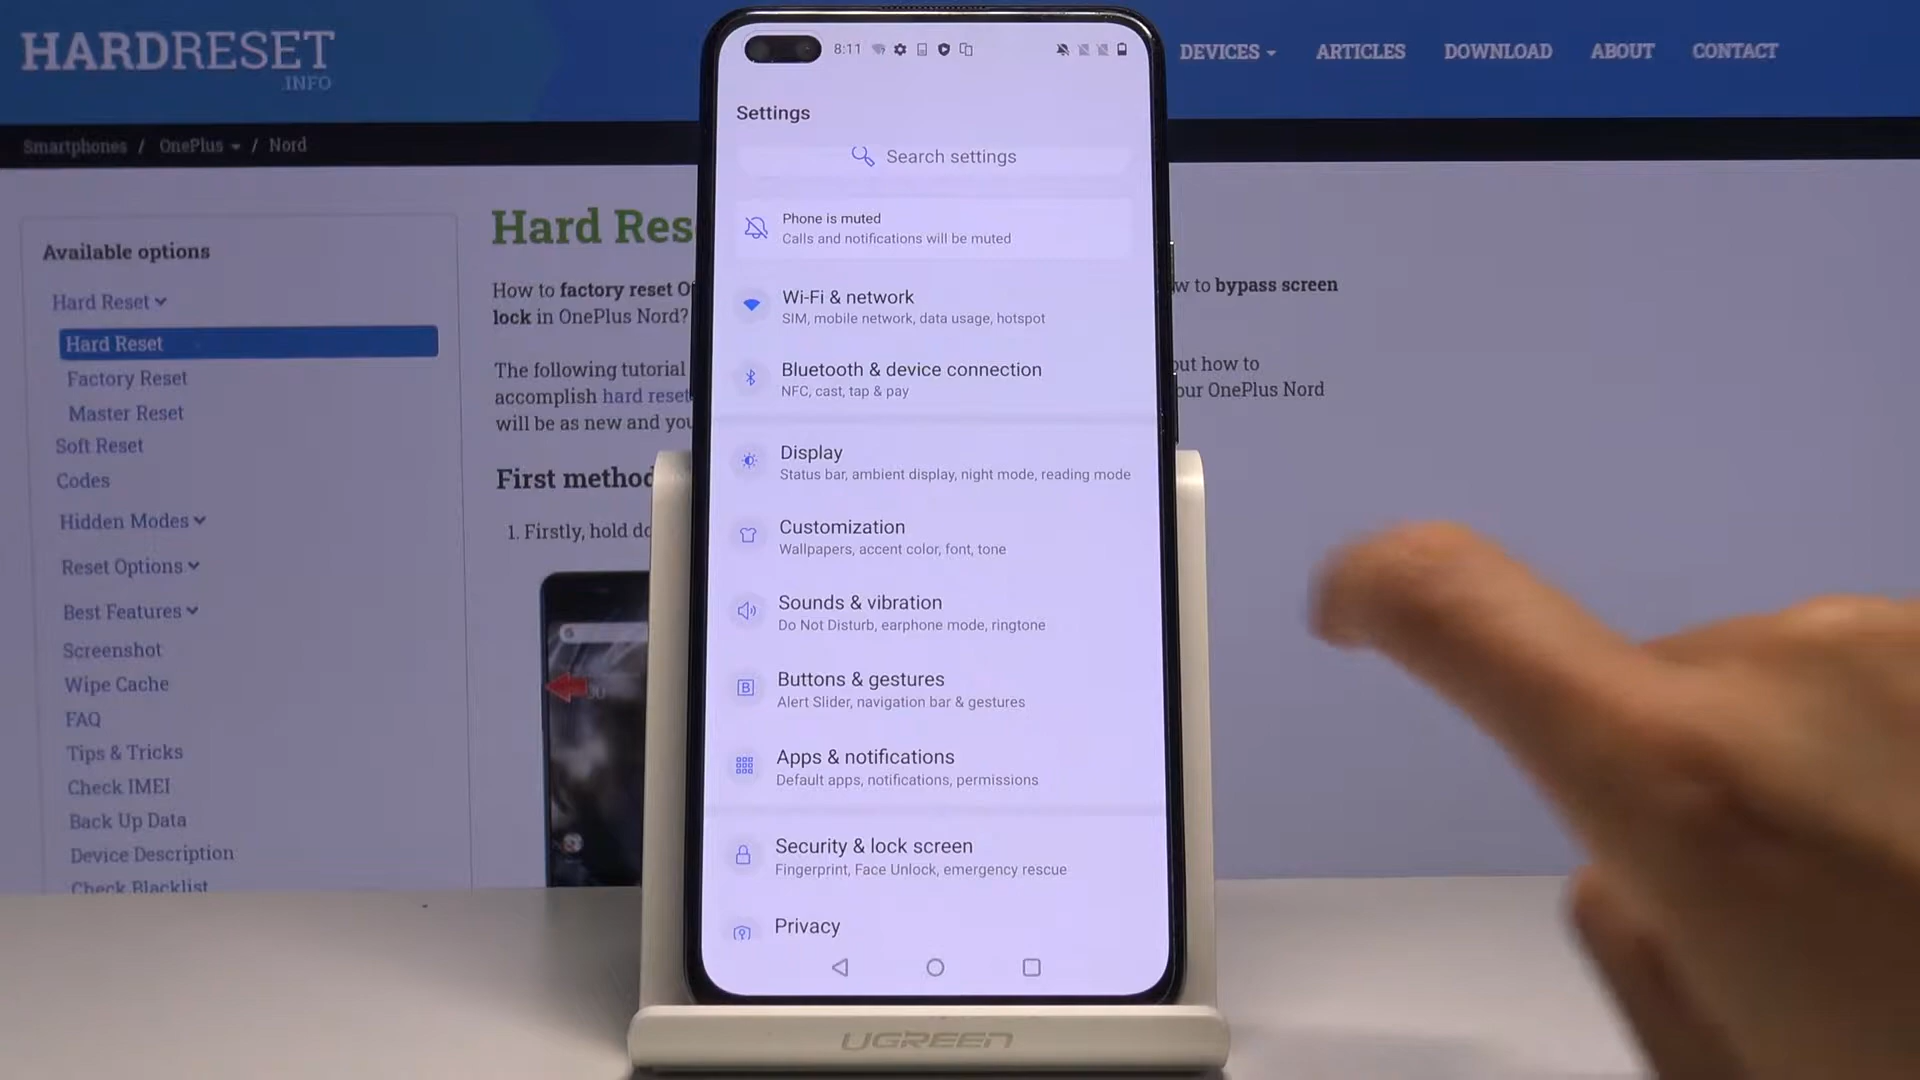 HARDRESET
.INFO
DEVICES
ARTICLES
DOWNLOAD
ABOUT
CONTACT
Smartphones / OnePlus / Nord
Available options
Hard Reset
Hard Reset
Factory Reset
Master Reset
Soft Reset
Codes
Hidden Modes
Reset Options
Best Features
Screenshot
Wipe Cache
FAQ
Tips & Tricks
Check IMEI
Back Up Data
Device Description
Check Blacklist
Hard Res
How to factory reset O
lock in OnePlus Nord?
The following tutorial
accomplish hard reset
will be as new and you
First method
1. Firstly, hold do
w to bypass screen
out how to
our OnePlus Nord
8:11
Settings
Search settings
Phone is muted
Calls and notifications will be muted
Wi-Fi & network
SIM, mobile network, data usage, hotspot
Bluetooth & device connection
NFC, cast, tap & pay
Display
Status bar, ambient display, night mode, reading mode
Customization
Wallpapers, accent color, font, tone
Sounds & vibration
Do Not Disturb, earphone mode, ringtone
Buttons & gestures
Alert Slider, navigation bar & gestures
Apps & notifications
Default apps, notifications, permissions
Security & lock screen
Fingerprint, Face Unlock, emergency rescue
Privacy
UGREEN